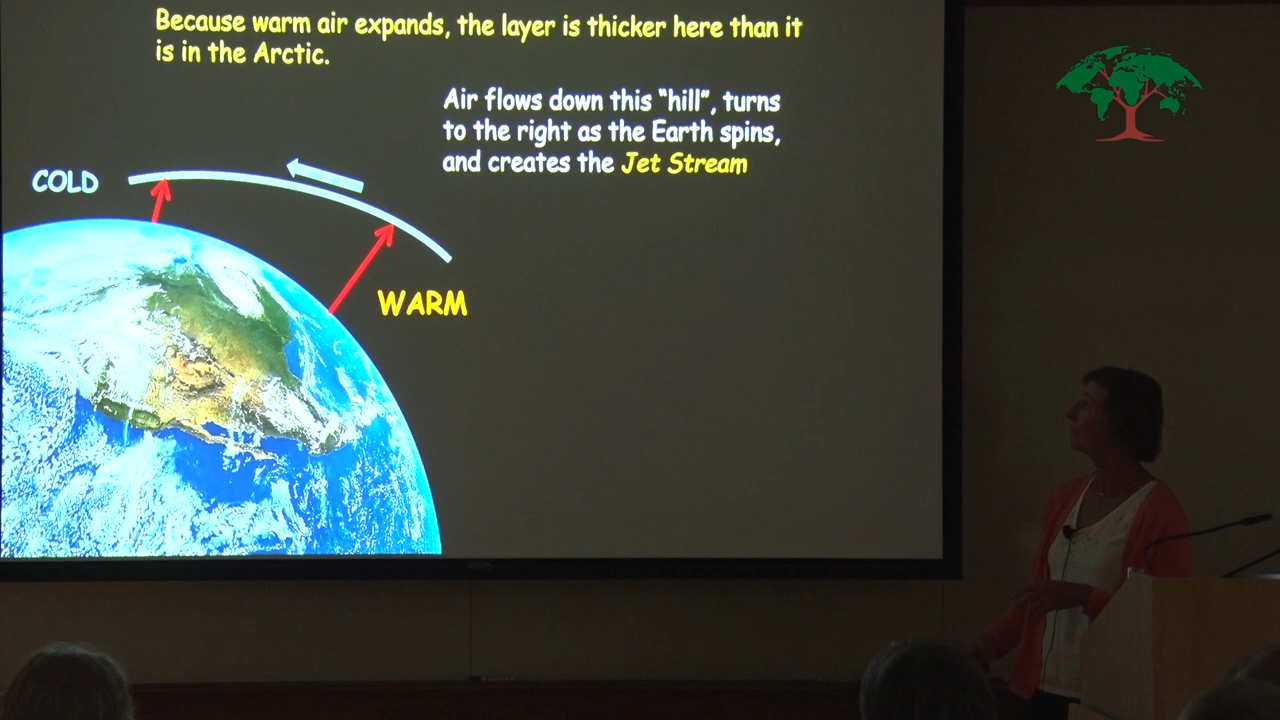 Because warm air expands, the layer is thicker here than it
is in the Arctic.
Air flows down this “hill”, turns
to the right as the Earth spins,
and creates the Jet Stream
COLD
WARM